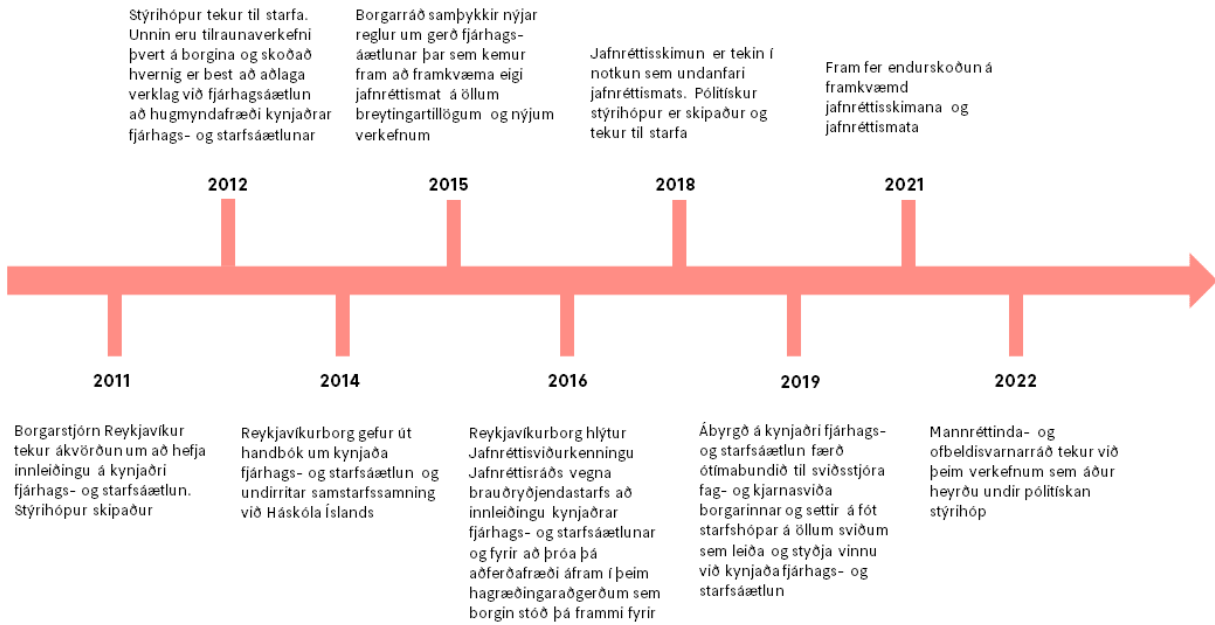 Stýrihópur tekur til starfa.
Unnin eru tilraunaverkefni
þvert á borgina og skoðað
hvernig er best að aðlaga
verklag við fjárhagsáætlun
að hugmyndafræði kynjaðrar
fjárhags- og starfsáætlunar
2012
Borgarráð samþykkir nýjar
reglur um gerð fjárhags-
áætlunar þar sem kemur
fram að framkvæma eigi
jafnréttismat á öllum
breytingartillögum og nýjum
verkefnum
2015
Jafnréttisskimun er tekin í
notkun sem undanfari
jafnréttismats. Pólitískur
stýrihópur er skipaður og
tekur til starfa
2018
Fram fer endurskoðun á
framkvæmd
jafnréttisskimana og
jafnréttismata
2021
2011
Borgarstjórn Reykjavíkur
tekur ákvörðun um að hefja
innleiðingu á kynjaðri
fjárhags- og starfsáætlun.
Stýrihópur skipaður
2014
Reykjavíkurborg gefur út
handbók um kynjaða
fjárhags- og starfsáætlun og
undirritar samstarfssamning
við Háskóla Íslands
2016
Reykjavíkurborg hlýtur
Jafnréttisviðurkenningu
Jafnréttisráðs vegna
brauðryðjendastarfs að
innleiðingu kynjaðrar
fjárhags- og starfsáætlunar
og fyrir að þróa þá
aðferðafræði áfram í þeim
hagræðingaraðgerðum sem
borgin stóð þá frammi fyrir
2019
Ábyrgð á kynjaðri fjárhags-
og starfsáætlun færð
ótímabundið til sviðsstjóra
fag- og kjarnasviða
borgarinnar og settir á fót
starfshópar á öllum sviðum
sem leiða og styðja vinnu
við kynjaða fjárhags- og
starfsáætlun
2022
Mannréttinda- og
ofbeldisvarnarráð tekur við
þeim verkefnum sem áður
heyrðu undir pólitískan
stýrihóp